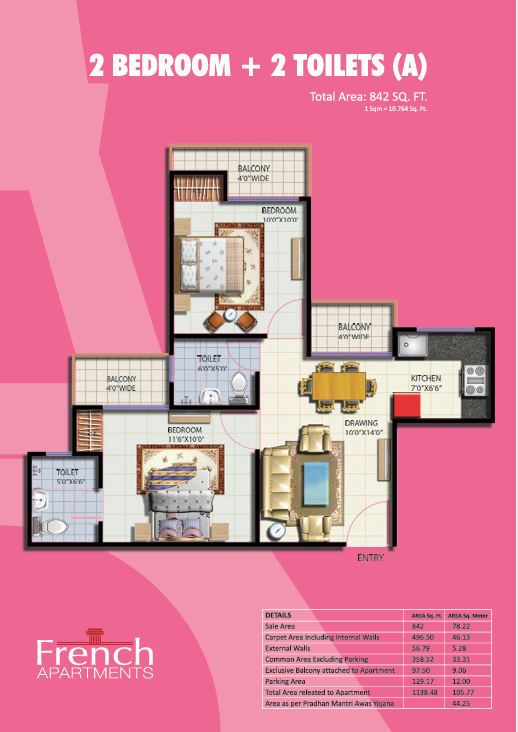 2 BEDROOM + 2 TOILETS (A)
Total Area: 842 SQ. FT.
1 Sqm = 10.764 Sq. Ft.
BALCONY
4'0"WIDE
BEDROOM
10'0"X10'0"
BALCONY
4'0"WIDE
TOILET
6'0"X5'0"
BALCONY
4'0"WIDE
KITCHEN
7'0"X6'6"
DRAWING
10'0"X14'0"
BEDROOM
11'6"X10'0"
TOILET
5'0"X6'6"
ENTRY
French
APARTMENTS
DETAILS AREA Sq. Ft. AREA Sq. Meter
Sale Area 842 78.22
Carpet Area Including Internal Walls 496.50 46.13
External Walls 56.79 5.28
Common Area Excluding Parking 358.52 33.31
Exclusive Balcony attached to Apartment 97.50 9.06
Parking Area 129.17 12.00
Total Area releated to Apartment 1138.48 105.77
Area as per Pradhan Mantri Awas Yojana 44.25